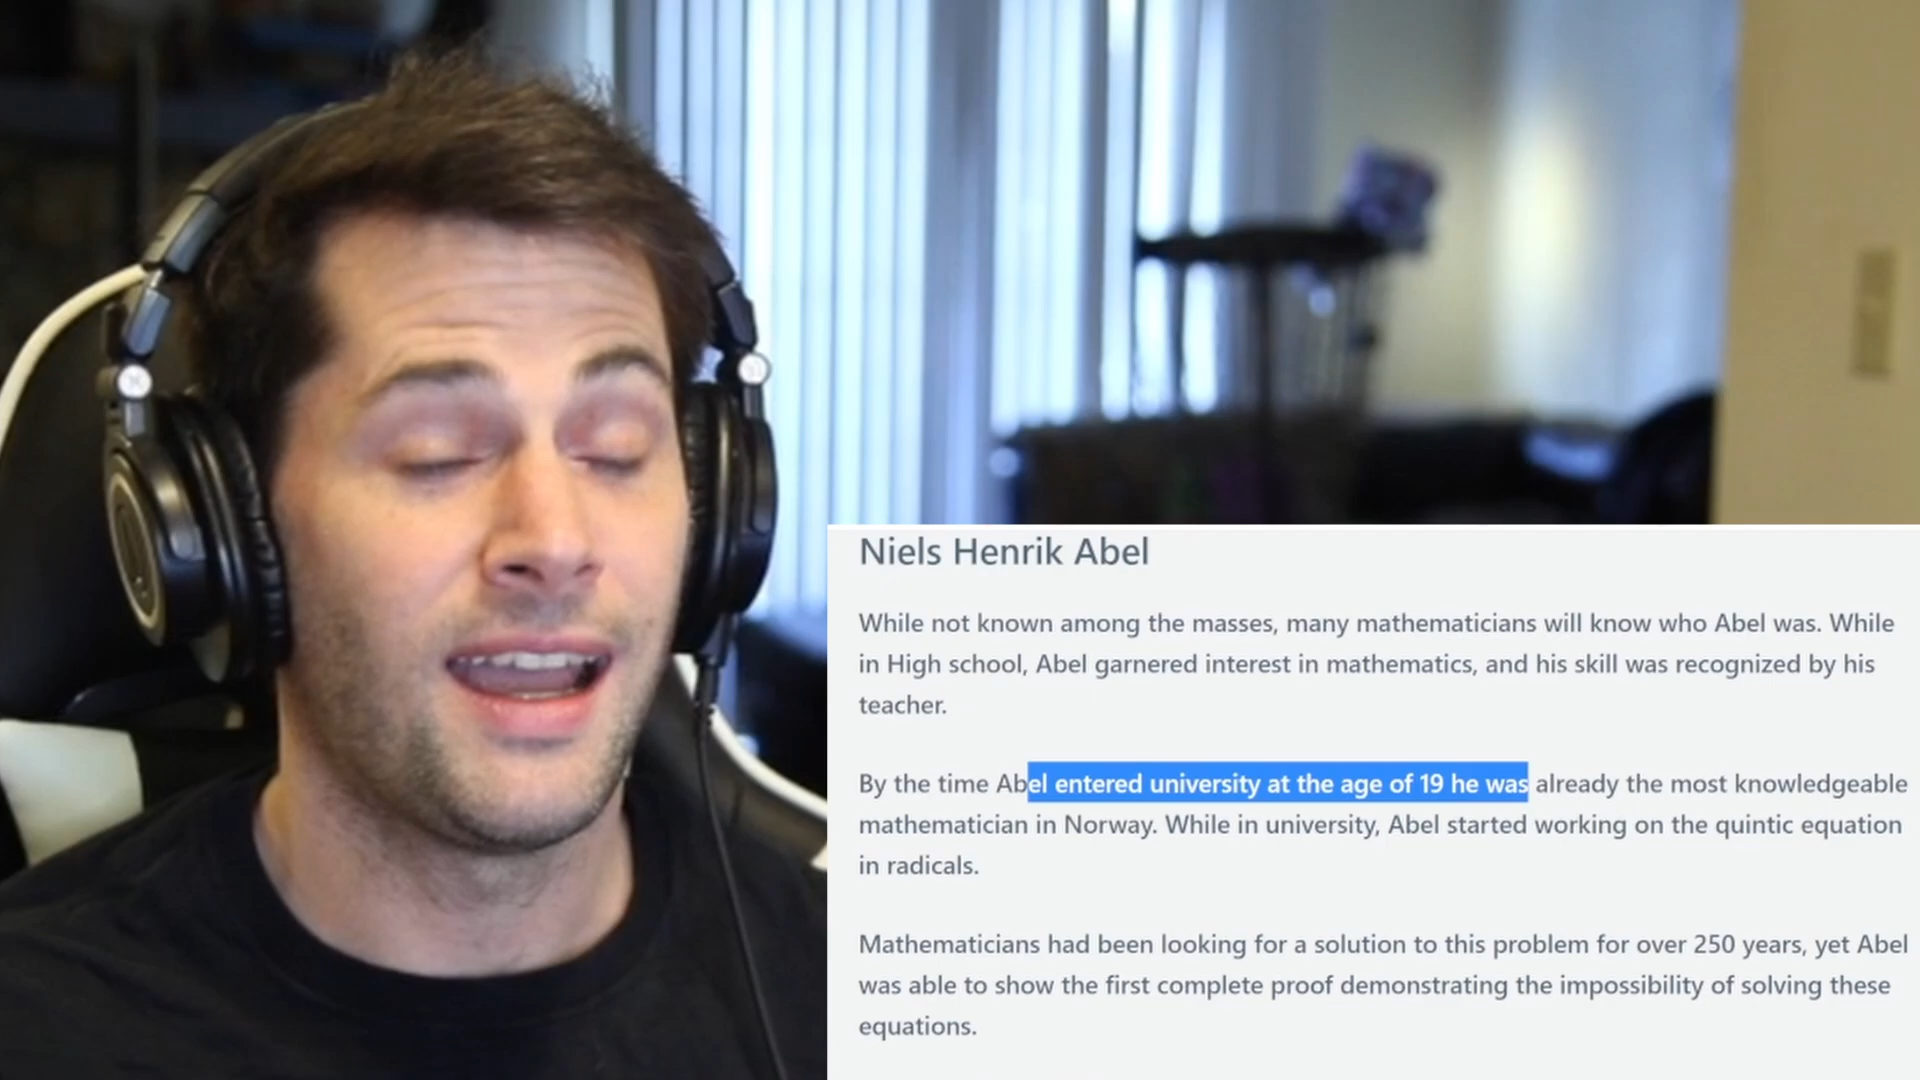 Niels Henrik Abel
While not known among the masses, many mathematicians will know who Abel was. While
in High school, Abel garnered interest in mathematics, and his skill was recognized by his
teacher.
By the time Abel entered university at the age of 19 he was already the most knowledgeable
mathematician in Norway. While in university, Abel started working on the quintic equation
in radicals.
Mathematicians had been looking for a solution to this problem for over 250 years, yet Abel
was able to show the first complete proof demonstrating the impossibility of solving these
equations.